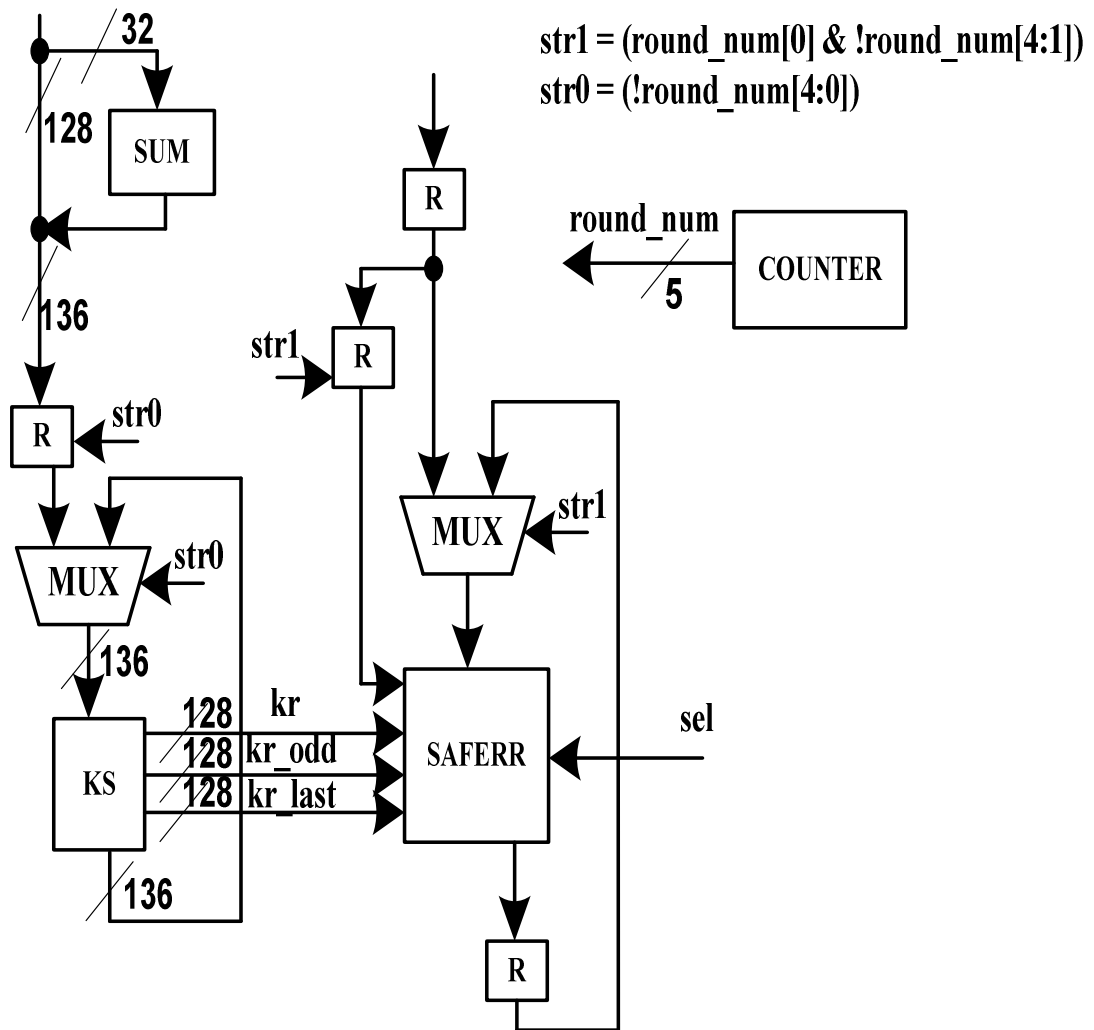 32
str1 = (round_num[0] & !round_num[4:1])
str0 = (!round_num[4:0])
128
SUM
R
round_num
COUNTER
5
136
str1
R
str0
R
str1
MUX
str0
MUX
136
kr
128
sel
kr_odd
128
SAFERR
KS
kr_last
128
136
R